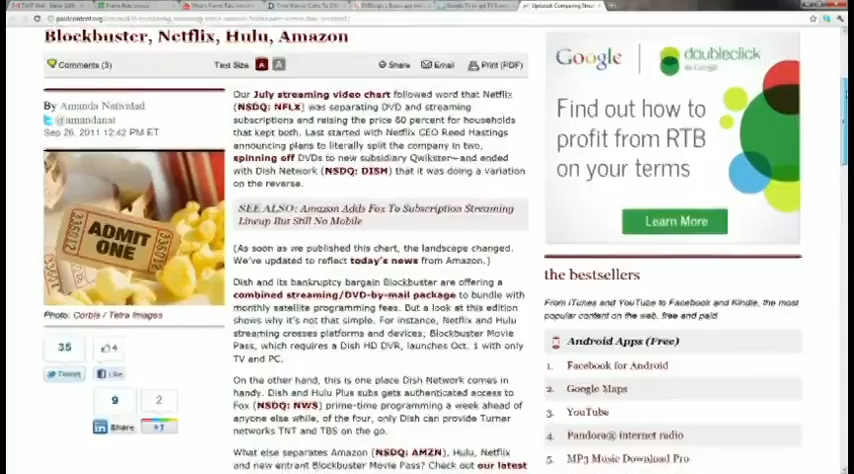 Updated: Comparing Strea
paidcontent.org
Blockbuster, Netflix, Hulu, Amazon
Comments (3)
Text Size A A
Share Email Print (PDF)
By Amanda Natividad
@amandanat
Sep 26, 2011 12:42 PM ET
ADMIT
ONE
335012
335012
Photo: Corbis / Tetra Images
35
4
Tweet
Like
9
2
Share
+1
Our July streaming video chart followed word that Netflix
(NSDQ: NFLX) was separating DVD and streaming
subscriptions and raising the price 60 percent for households
that kept both. Last started with Netflix CEO Reed Hastings
announcing plans to literally split the company in two,
spinning off DVDs to new subsidiary Qwikster—and ended
with Dish Network (NSDQ: DISH) that it was doing a variation
on the reverse.
SEE ALSO: Amazon Adds Fox To Subscription Streaming
Lineup But Still No Mobile
(As soon as we published this chart, the landscape changed.
We've updated to reflect today's news from Amazon.)
Dish and its bankruptcy bargain Blockbuster are offering a
combined streaming/DVD-by-mail package to bundle with
monthly satellite programming fees. But a look at this edition
shows why it's not that simple. For instance, Netflix and Hulu
streaming crosses platforms and devices; Blockbuster Movie
Pass, which requires a Dish HD DVR, launches Oct. 1 with only
TV and PC.
On the other hand, this is one place Dish Network comes in
handy. Dish and Hulu Plus subs gets authenticated access to
Fox (NSDQ: NWS) prime-time programming a week ahead of
anyone else while, of the four, only Dish can provide Turner
networks TNT and TBS on the go.
What else separates Amazon (NSDQ: AMZN), Hulu, Netflix
and new entrant Blockbuster Movie Pass? Check out our latest
Google doubleclick
by Google
Find out how to
profit from RTB
on your terms
Learn More
the bestsellers
From iTunes and YouTube to Facebook and Kindle, the most
popular content on the web, free and paid.
Android Apps (Free)
1. Facebook for Android
2. Google Maps
3. YouTube
4. Pandora® internet radio
5. MP3 Music Download Pro